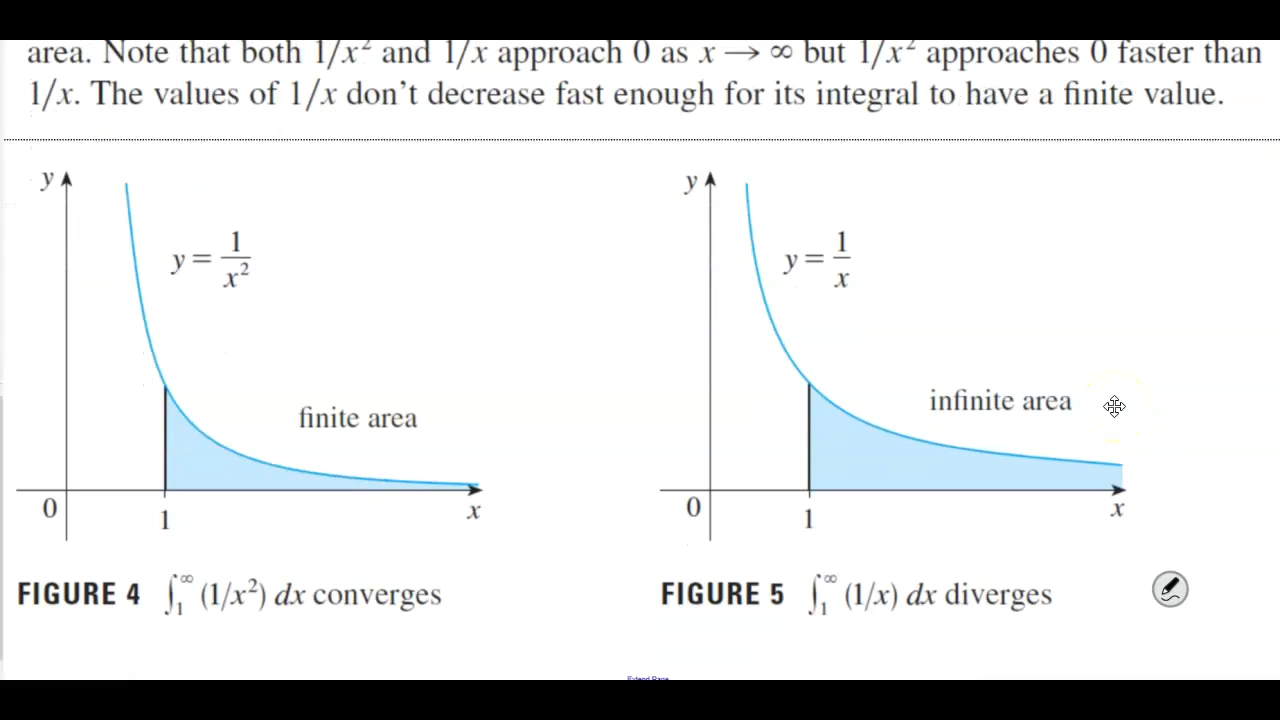 area. Note that both 1/x² and 1/x approach 0 as x → ∞ but 1/x² approaches 0 faster than
1/x. The values of 1/x don't decrease fast enough for its integral to have a finite value.
y
y = 1/x²
finite area
0
1
x
FIGURE 4 ∫₁^∞ (1/x²) dx converges
y
y = 1/x
infinite area
0
1
x
FIGURE 5 ∫₁^∞ (1/x) dx diverges
Extend Page